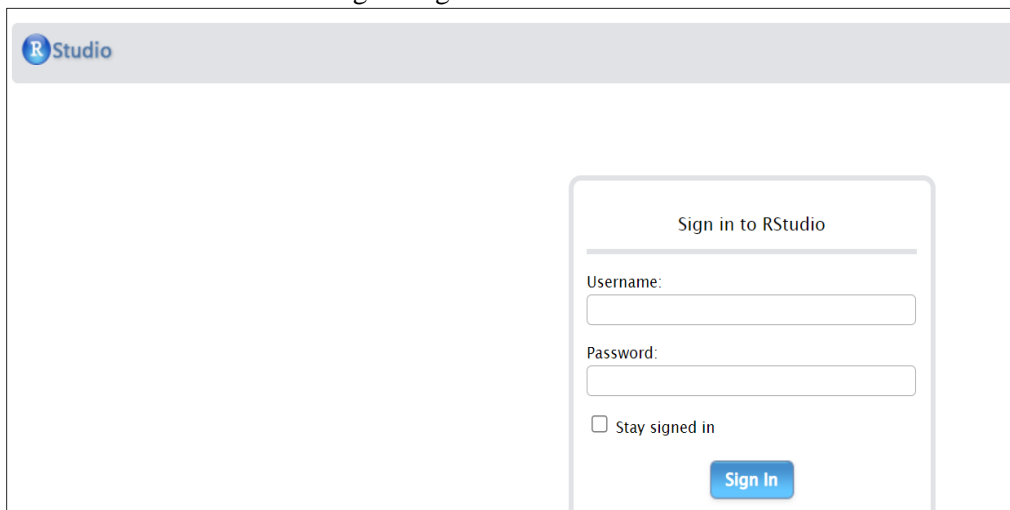 RStudio
Sign in to RStudio
Username:
Password:
Stay signed in
Sign In